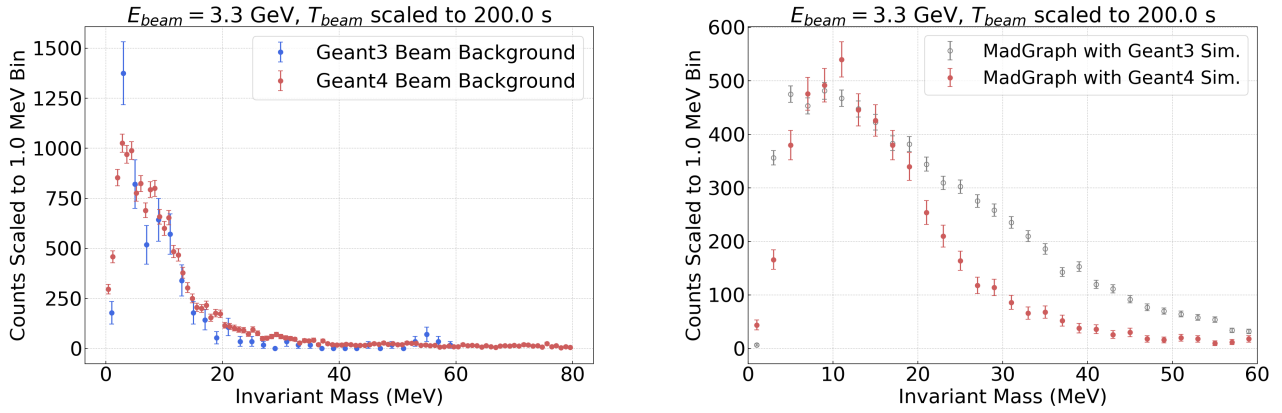 E_beam = 3.3 GeV, T_beam scaled to 200.0 s
Counts Scaled to 1.0 MeV Bin
1500
1250
1000
750
500
250
0
Geant3 Beam Background
Geant4 Beam Background
0 20 40 60 80
Invariant Mass (MeV)
E_beam = 3.3 GeV, T_beam scaled to 200.0 s
Counts Scaled to 1.0 MeV Bin
600
500
400
300
200
100
0
MadGraph with Geant3 Sim.
MadGraph with Geant4 Sim.
0 10 20 30 40 50 60
Invariant Mass (MeV)